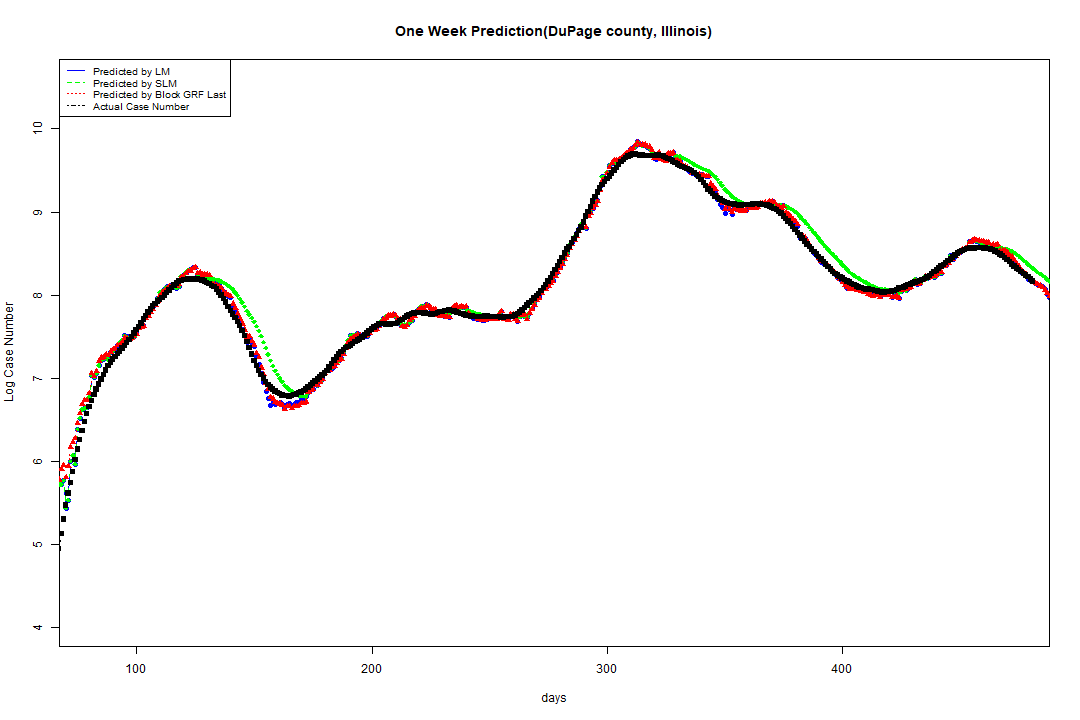 One Week Prediction(DuPage county, Illinois)
Predicted by LM
Predicted by SLM
Predicted by Block GRF Last
Actual Case Number
10
9
8
7
6
5
4
Log Case Number
100 200 300 400
days